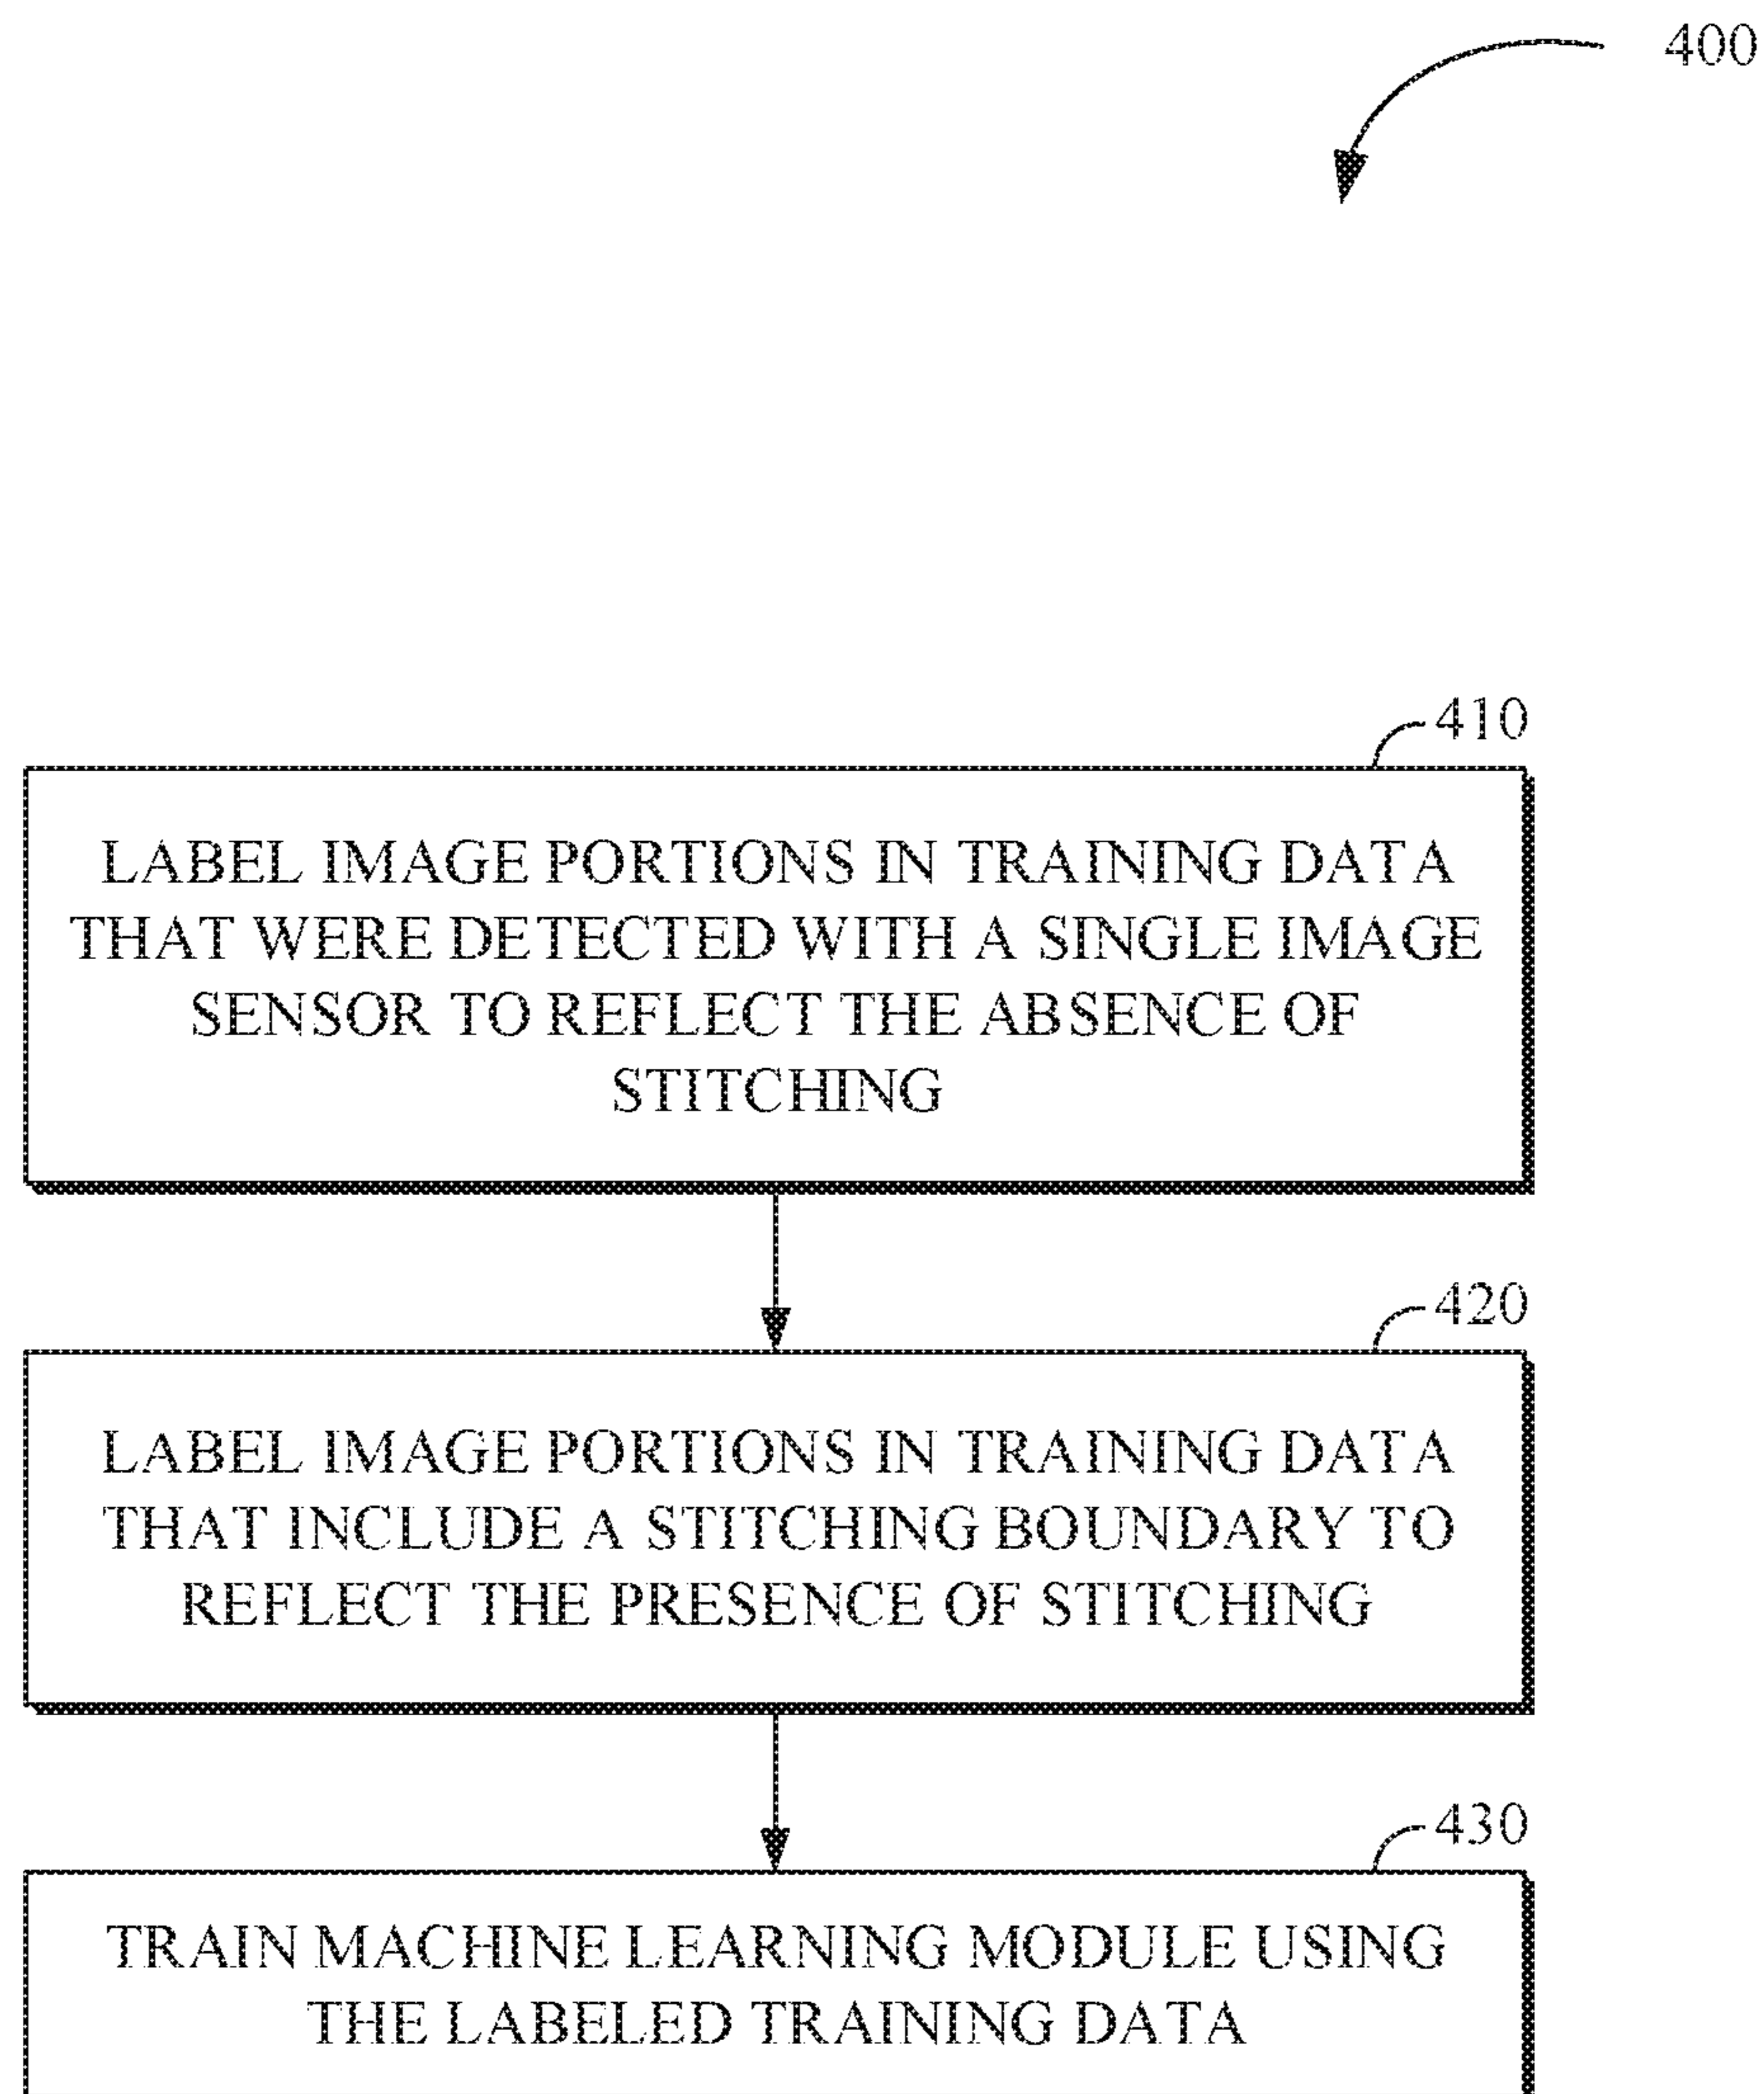 400
410
LABEL IMAGE PORTIONS IN TRAINING DATA
THAT WERE DETECTED WITH A SINGLE IMAGE
SENSOR TO REFLECT THE ABSENCE OF
STITCHING
420
LABEL IMAGE PORTIONS IN TRAINING DATA
THAT INCLUDE A STITCHING BOUNDARY TO
REFLECT THE PRESENCE OF STITCHING
430
TRAIN MACHINE LEARNING MODULE USING
THE LABELED TRAINING DATA